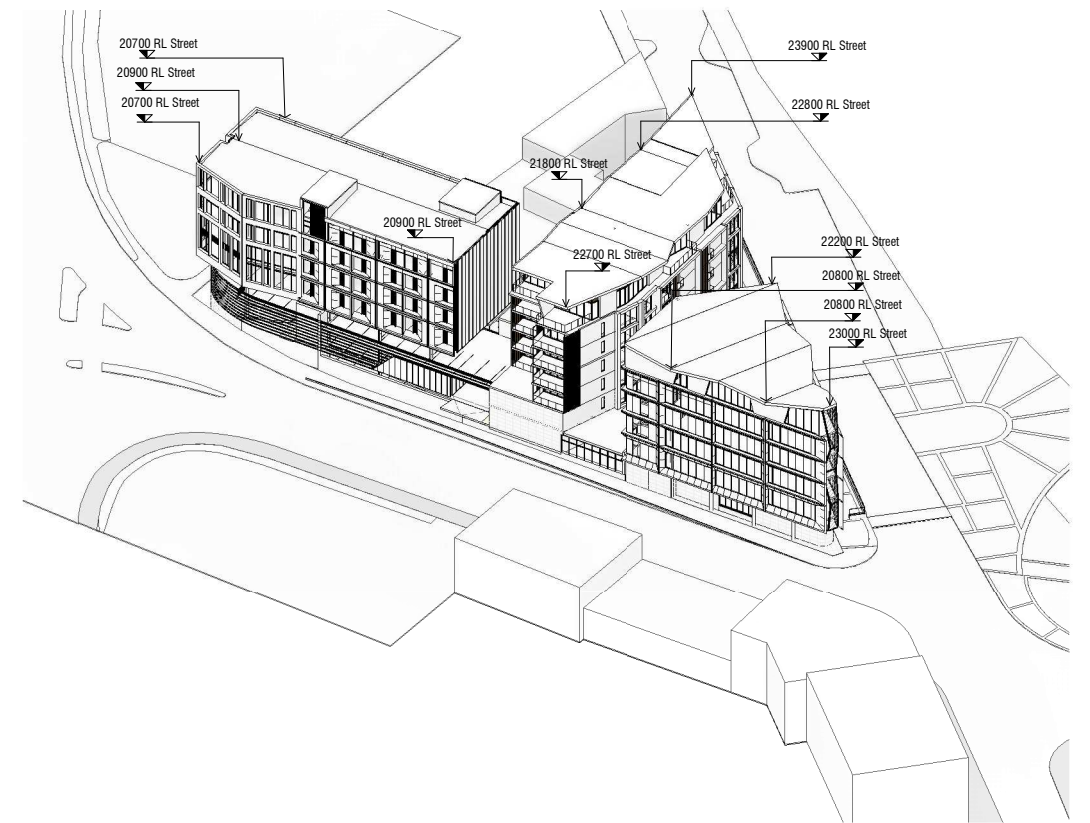 20700 RL Street
23900 RL Street
20900 RL Street
20700 RL Street
22800 RL Street
21800 RL Street
20900 RL Street
22200 RL Street
22700 RL Street
20800 RL Street
20800 RL Street
23000 RL Street